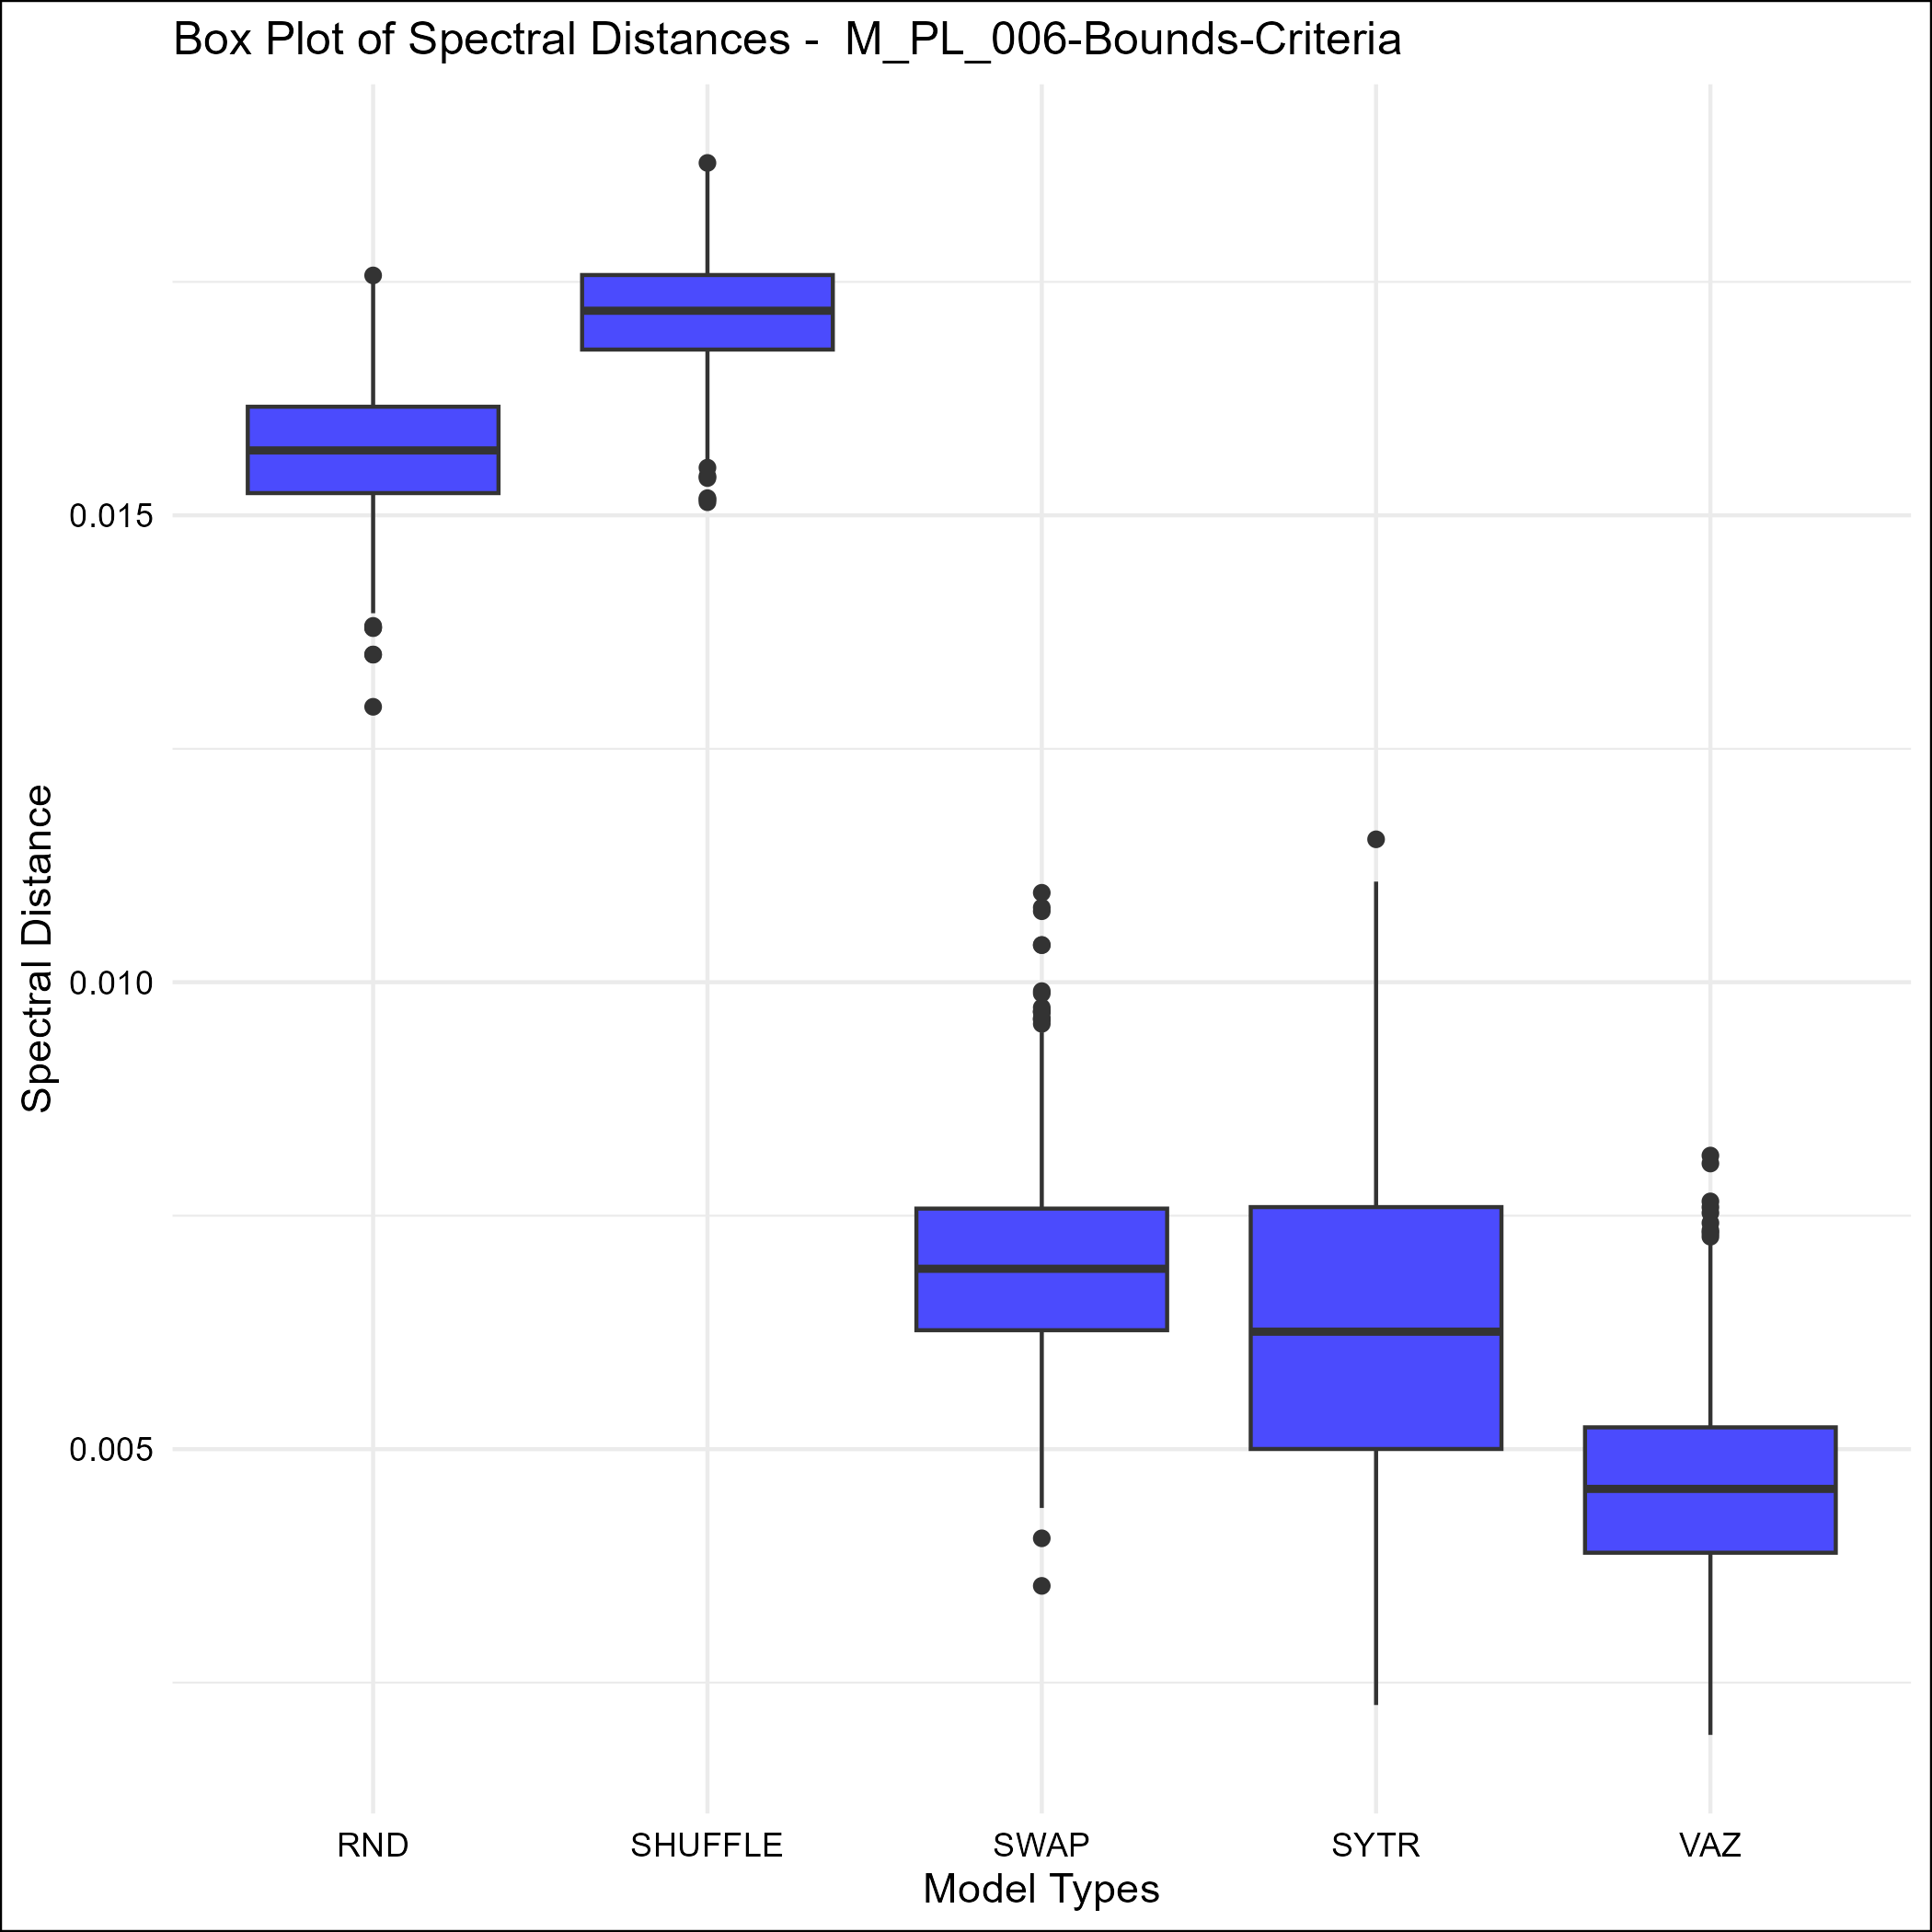 Box Plot of Spectral Distances -  M_PL_006-Bounds-Criteria
Spectral Distance
0.015
0.010
0.005
RND SHUFFLE SWAP SYTR VAZ
Model Types